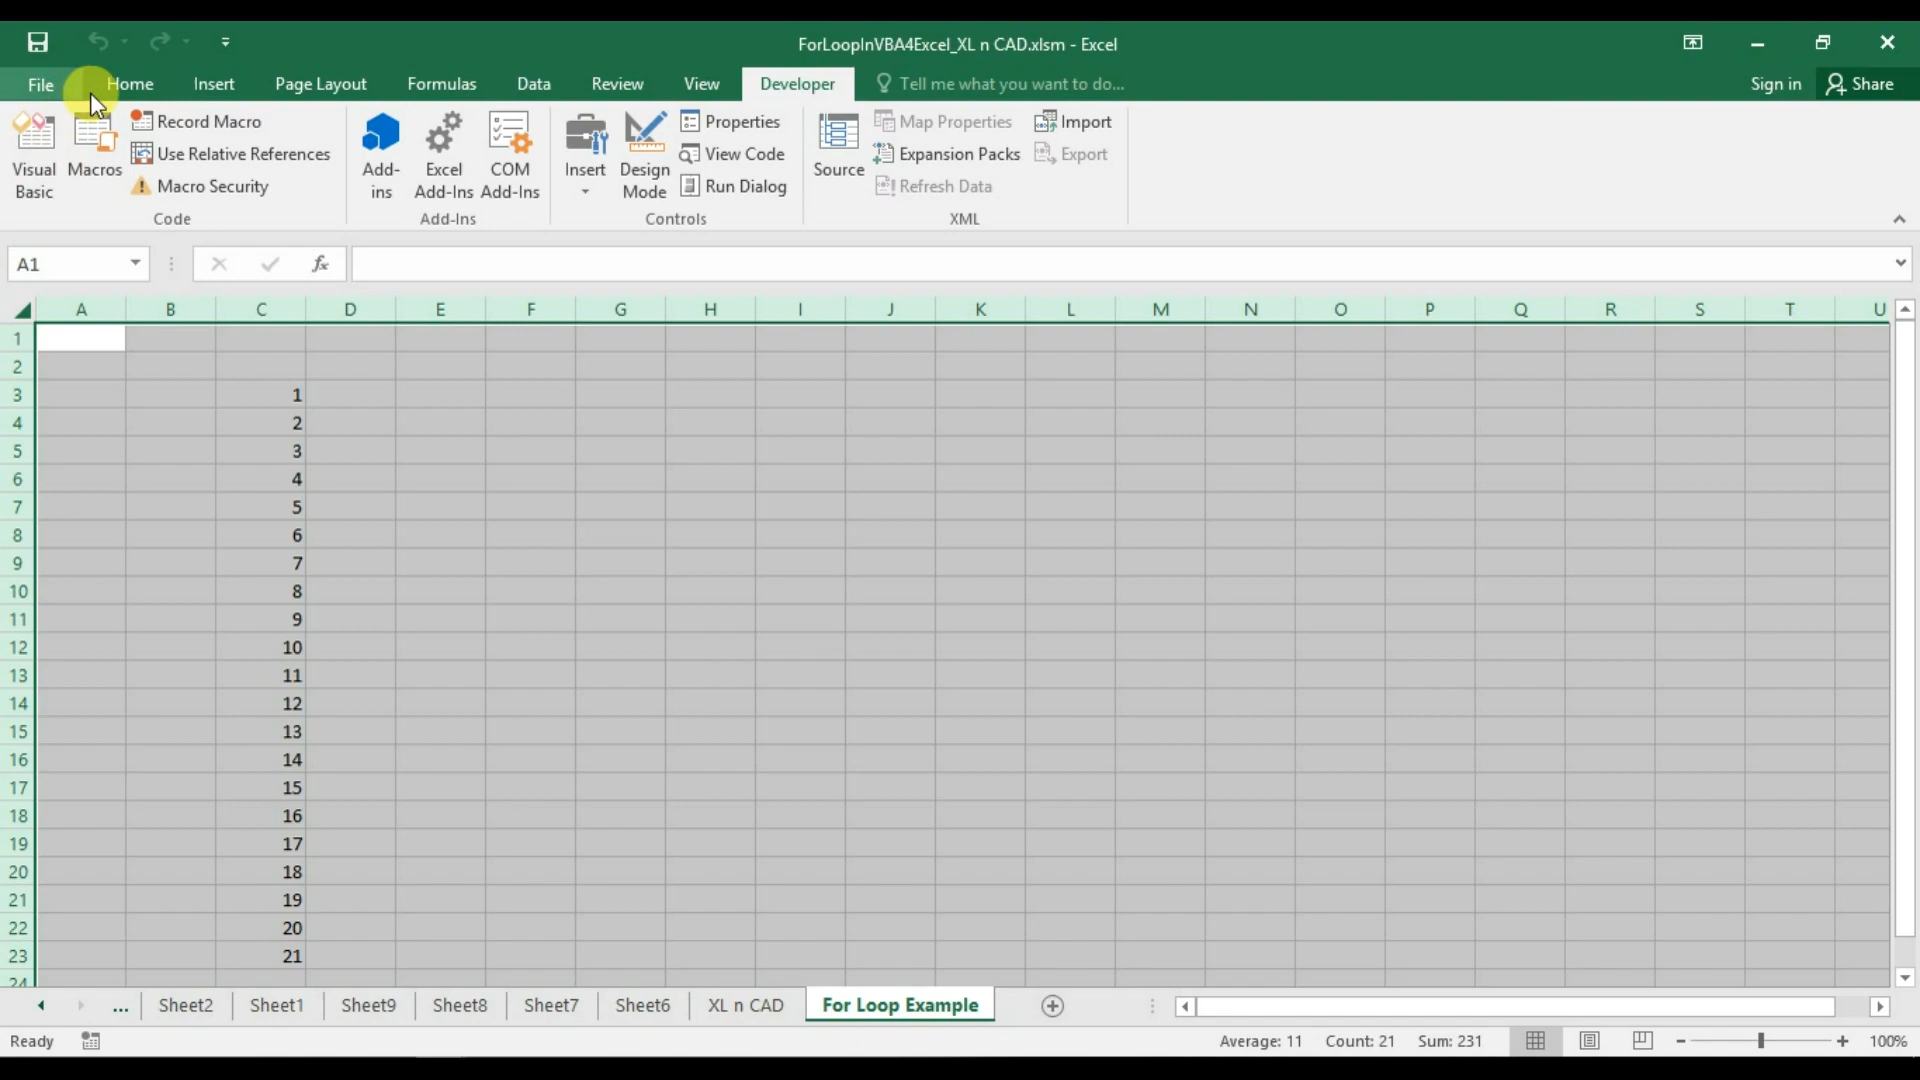 ForLoopInVBA4Excel_XL n CAD.xlsm - Excel
File Home Insert Page Layout Formulas Data Review View Developer Tell me what you want to do... Sign in Share
Visual Basic
Macros
Record Macro
Use Relative References
Macro Security
Code
Add-ins
Excel Add-Ins
COM Add-Ins
Add-Ins
Insert
Design Mode
Properties
View Code
Run Dialog
Controls
Source
Map Properties
Expansion Packs
Refresh Data
Import
Export
XML
A1 fx
A B C D E F G H I J K L M N O P Q R S T U
1
2
3 1
4 2
5 3
6 4
7 5
8 6
9 7
10 8
11 9
12 10
13 11
14 12
15 13
16 14
17 15
18 16
19 17
20 18
21 19
22 20
23 21
24
... Sheet2 Sheet1 Sheet9 Sheet8 Sheet7 Sheet6 XL n CAD For Loop Example
Ready Average: 11 Count: 21 Sum: 231 100%